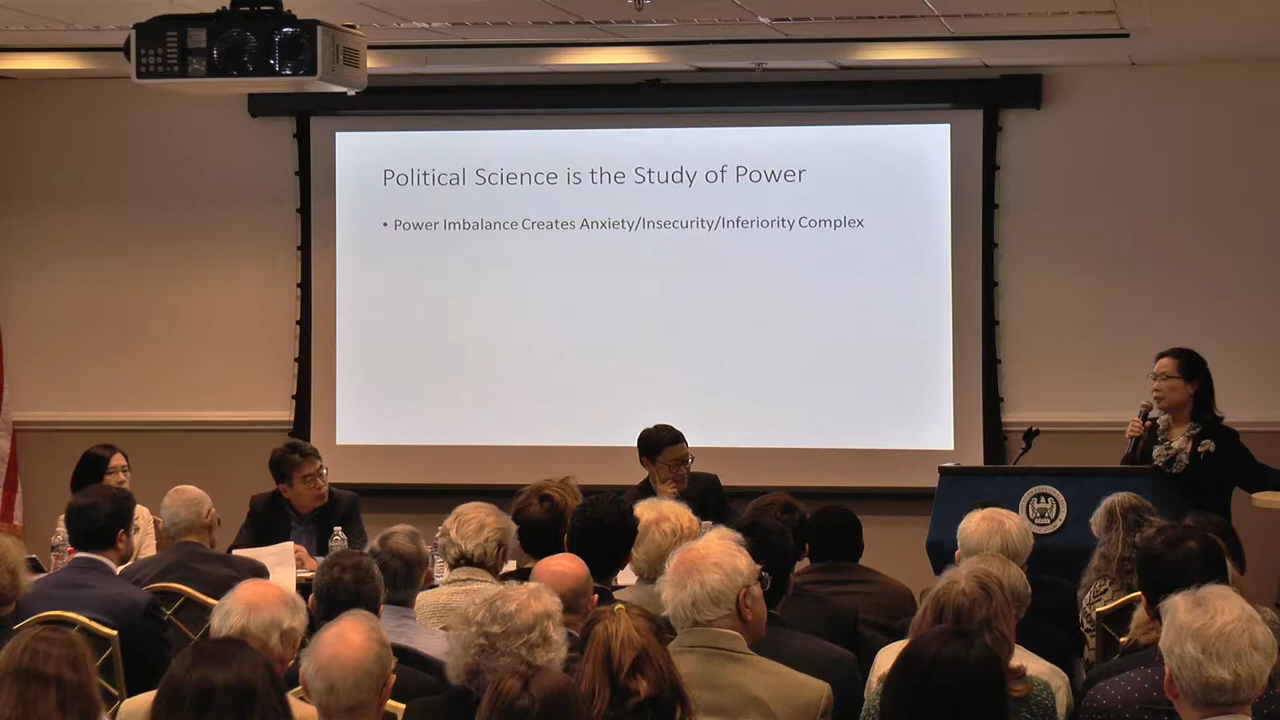 Political Science is the Study of Power
• Power Imbalance Creates Anxiety/Insecurity/Inferiority Complex